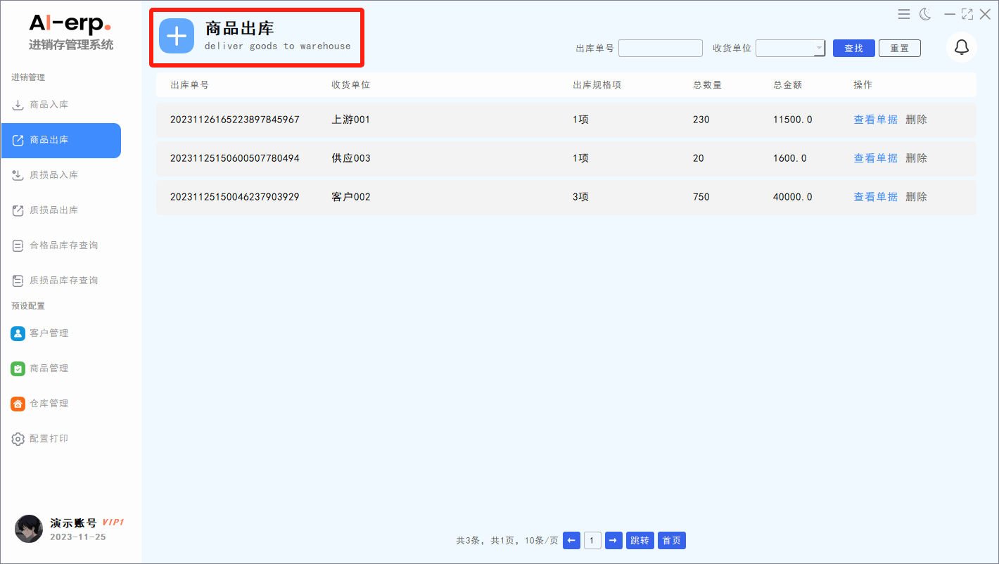 AI-erp.
进销存管理系统
进销管理
商品入库
商品出库
质损品入库
质损品出库
合格品库存查询
质损品库存查询
预设配置
客户管理
商品管理
仓库管理
配置打印
演示账号 VIP1
2023-11-25
商品出库
deliver goods to warehouse
出库单号 收货单位 查找 重置
出库单号 收货单位 出库规格项 总数量 总金额 操作
20231126165223897845967 上游001 1项 230 11500.0 查看单据 删除
20231125150600507780494 供应003 1项 20 1600.0 查看单据 删除
20231125150046237903929 客户002 3项 750 40000.0 查看单据 删除
共3条, 共1页, 10条/页 ← 1 → 跳转 首页